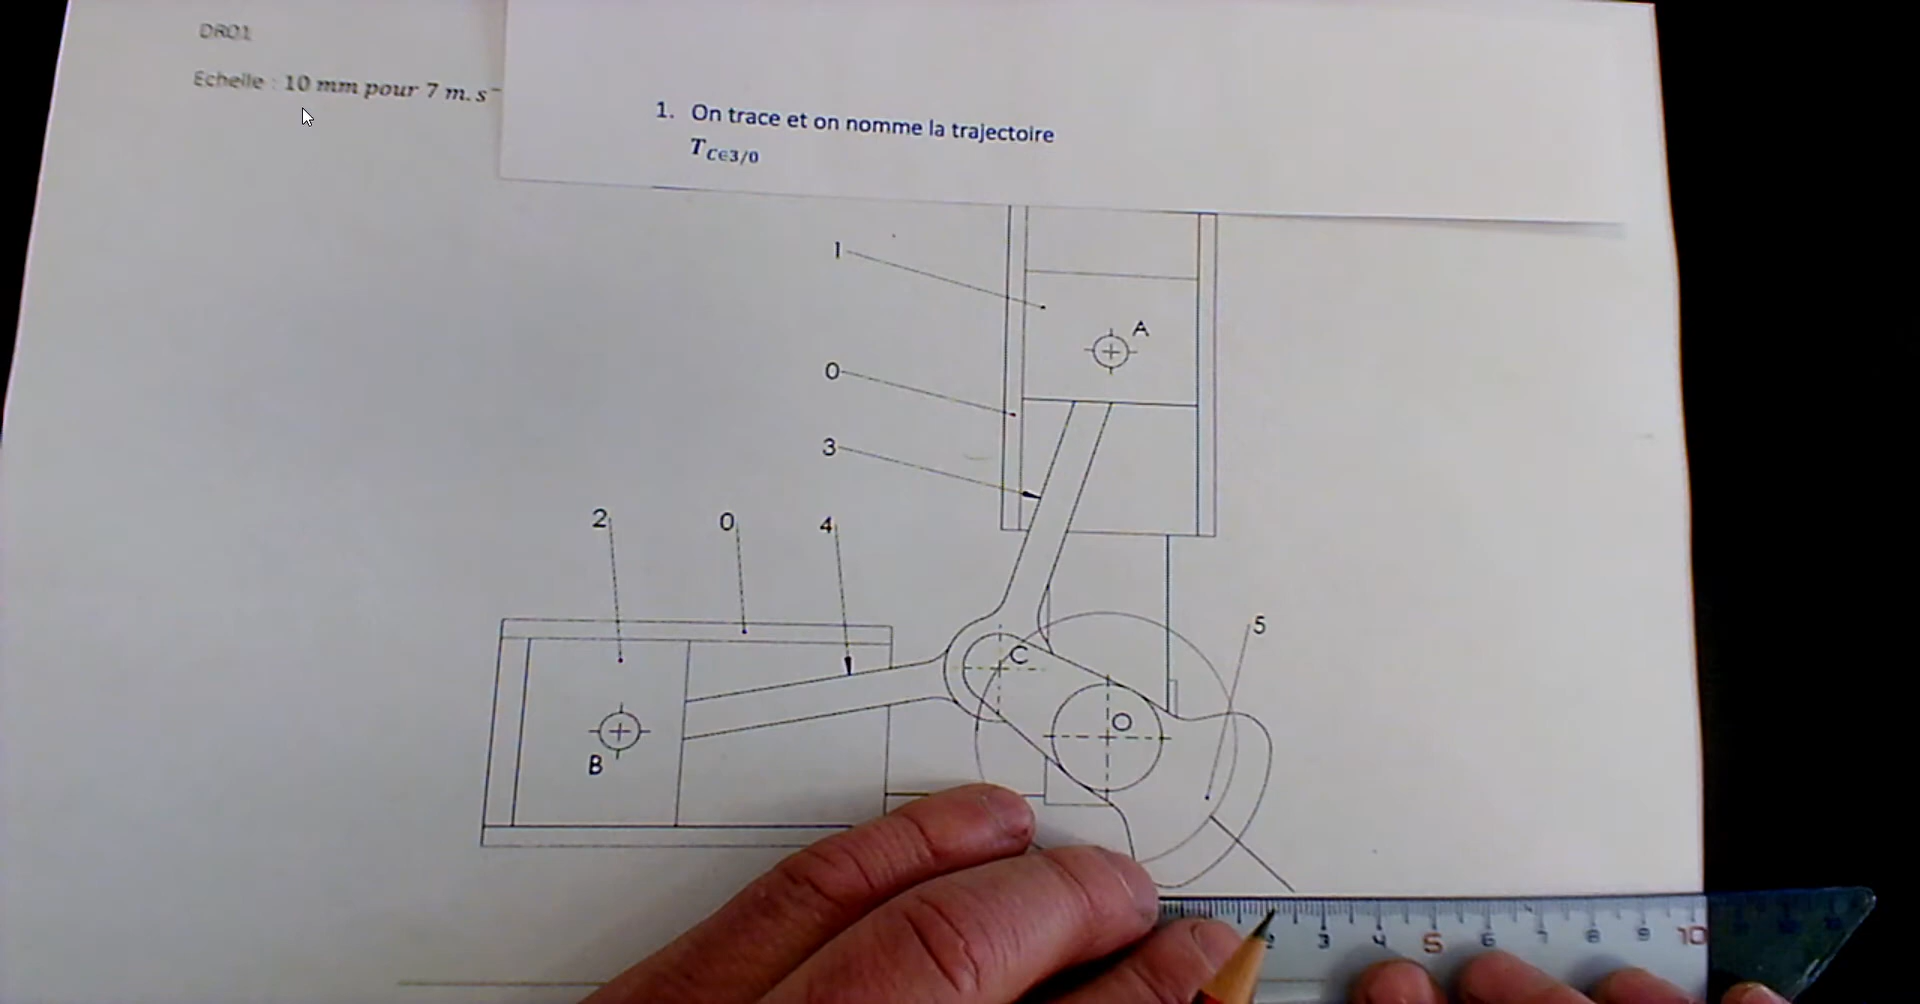 DR01
Echelle : 10 mm pour 7 m.s⁻
1. On trace et on nomme la trajectoire
T C∈3/0
1
A
0
3
2 0 4
5
C
O
B
2 3 4 5 6 7 8 9 10